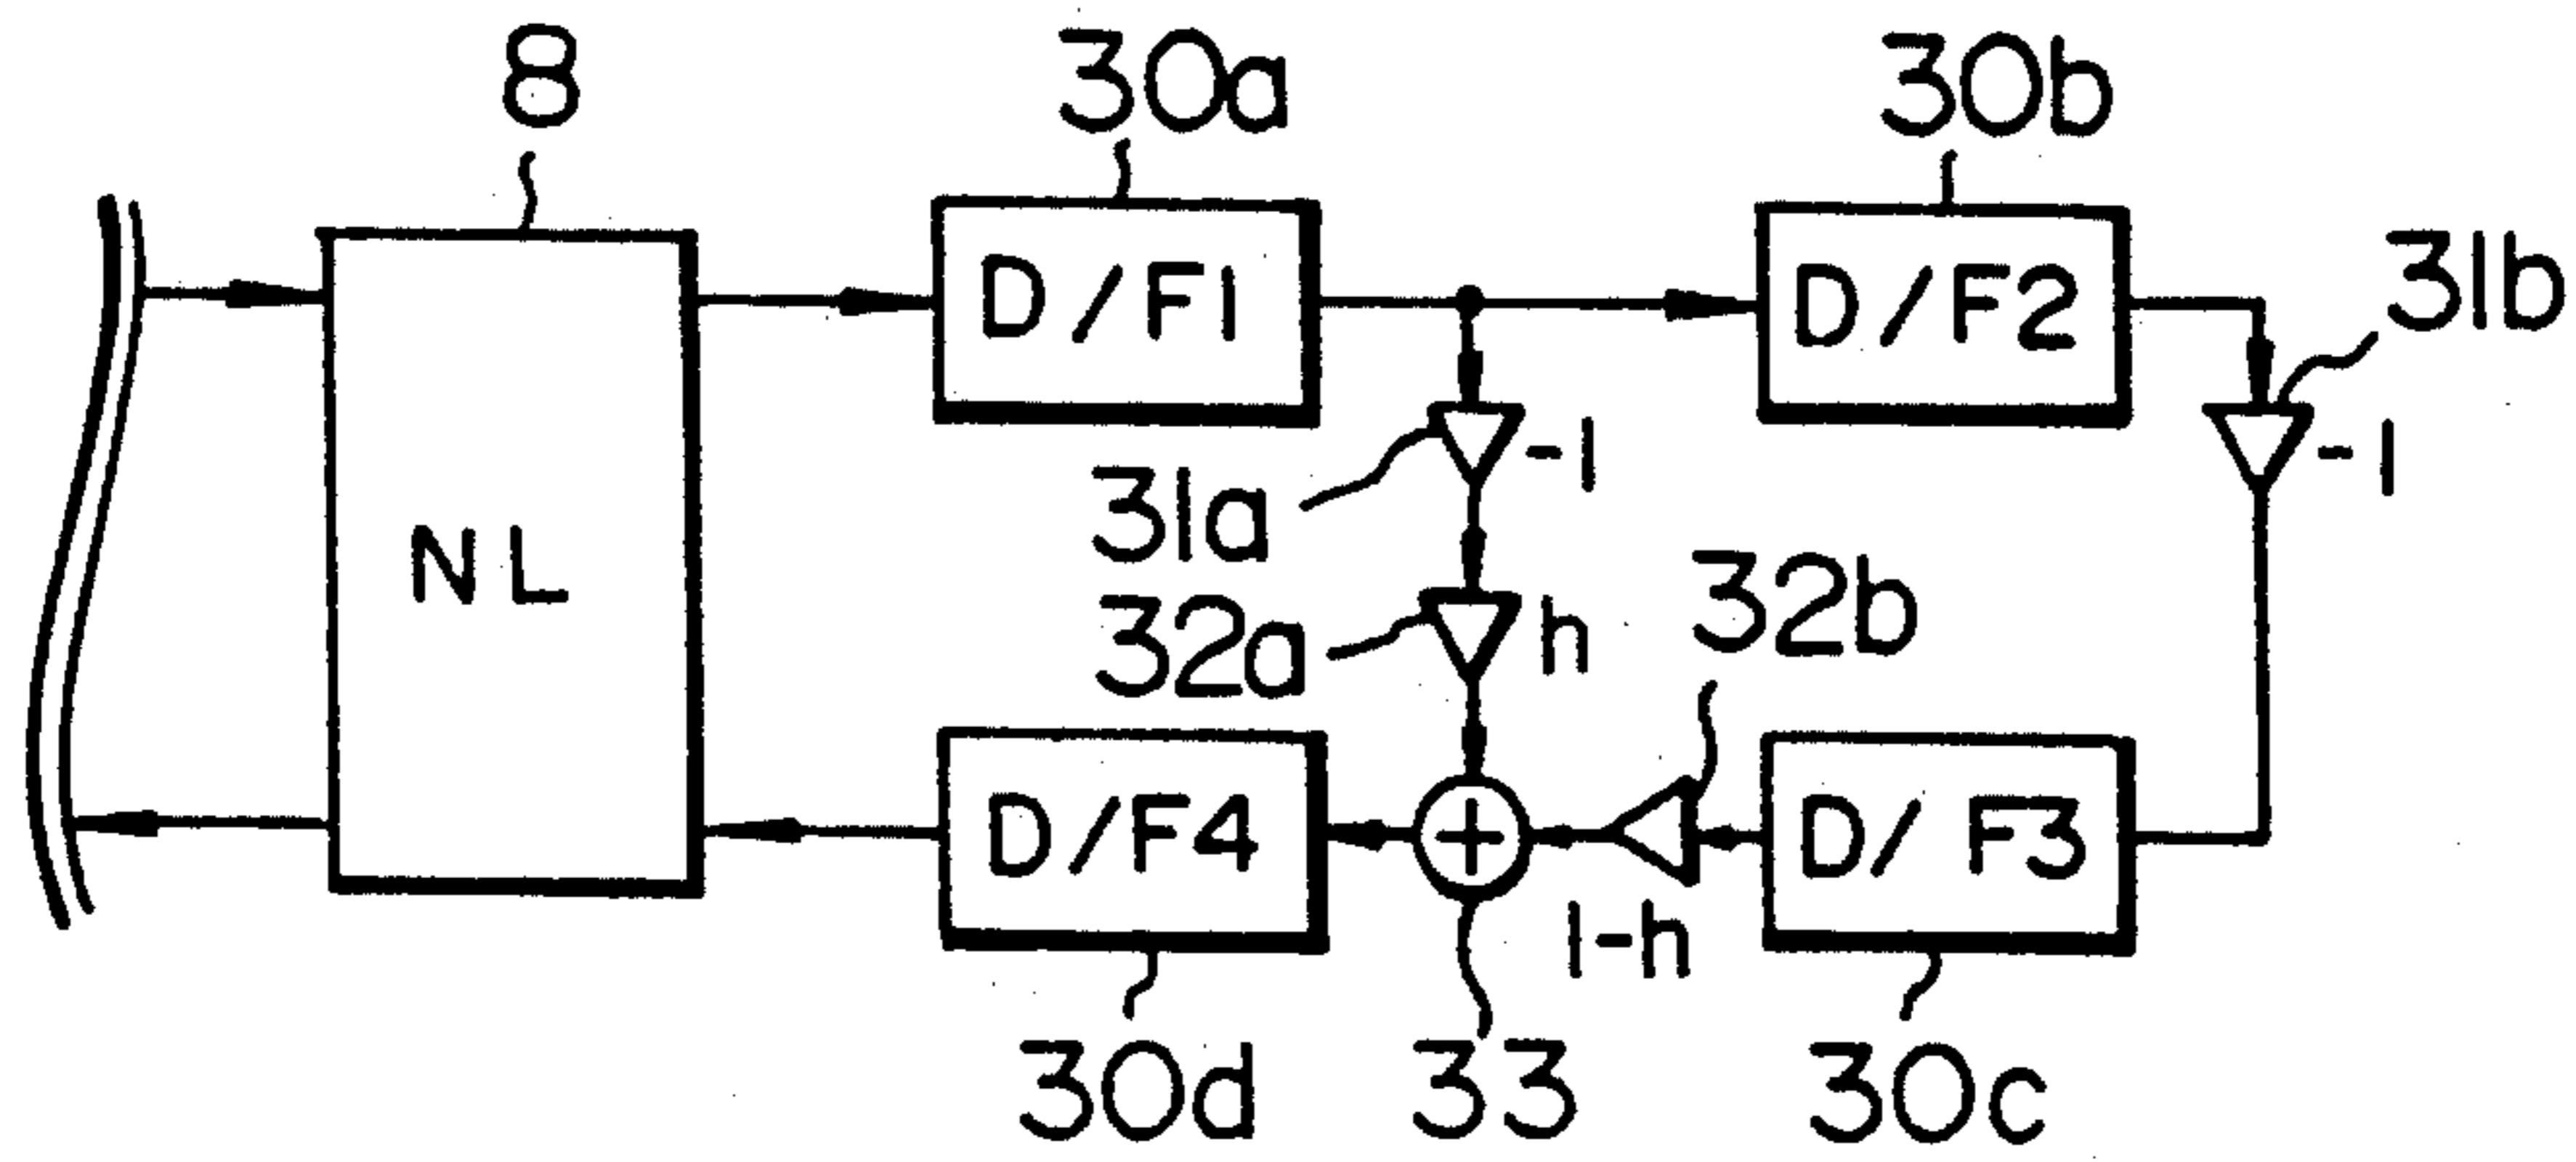 8
30a
30b
D/F1
D/F2
31b
-1
-1
31a
NL
32a
h
32b
D/F4
+
D/F3
1-h
30d
33
30c